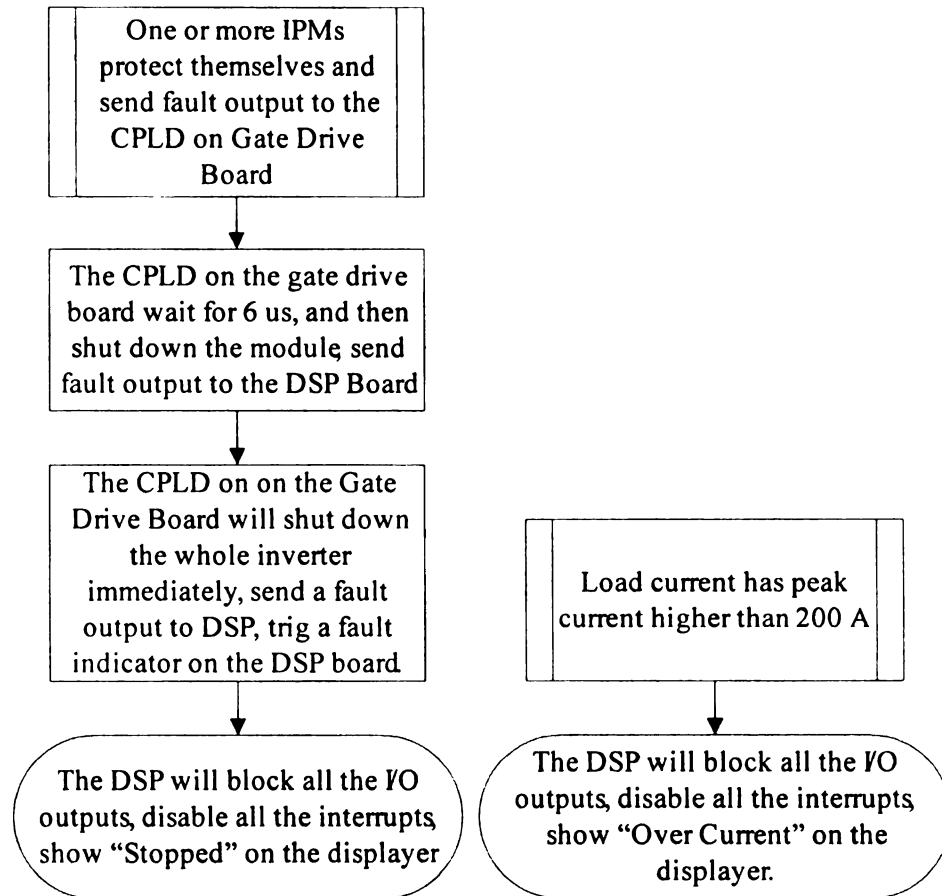 One or more IPMs
protect themselves and
send fault output to the
CPLD on Gate Drive
Board
The CPLD on the gate drive
board wait for 6 us, and then
shut down the module, send
fault output to the DSP Board
The CPLD on on the Gate
Drive Board will shut down
the whole inverter
immediately, send a fault
output to DSP, trig a fault
indicator on the DSP board.
The DSP will block all the I/O
outputs, disable all the interrupts,
show “Stopped” on the displayer
Load current has peak
current higher than 200 A
The DSP will block all the I/O
outputs, disable all the interrupts,
show “Over Current” on the
displayer.